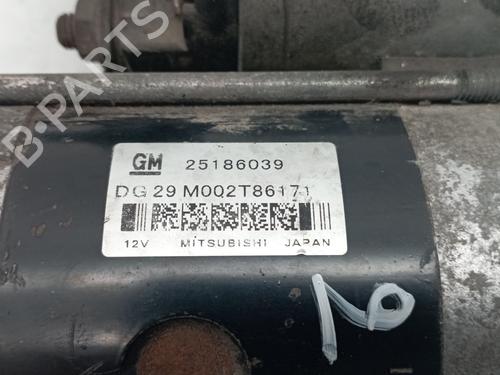 GM 25186039
DG 29 M002T86171
12V MITSUBISHI JAPAN
B-PARTS